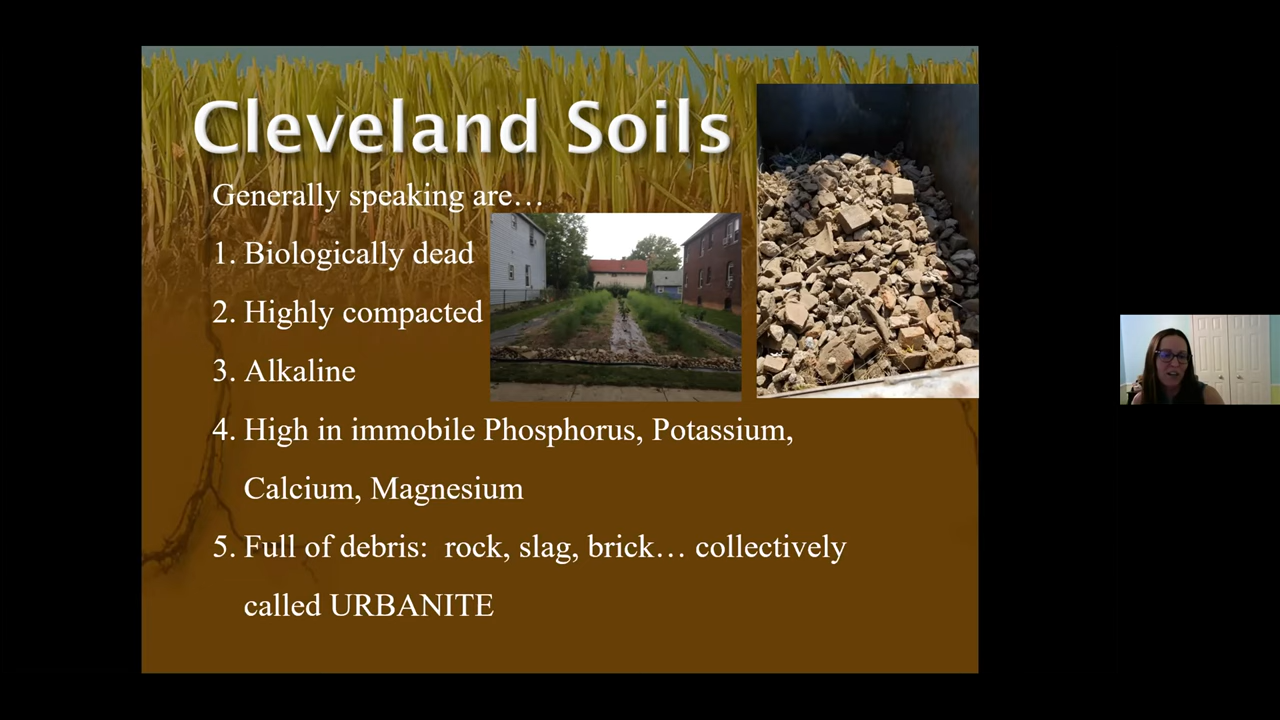 Cleveland Soils
Generally speaking are…
1. Biologically dead
2. Highly compacted
3. Alkaline
4. High in immobile Phosphorus, Potassium,
Calcium, Magnesium
5. Full of debris:  rock, slag, brick… collectively
called URBANITE